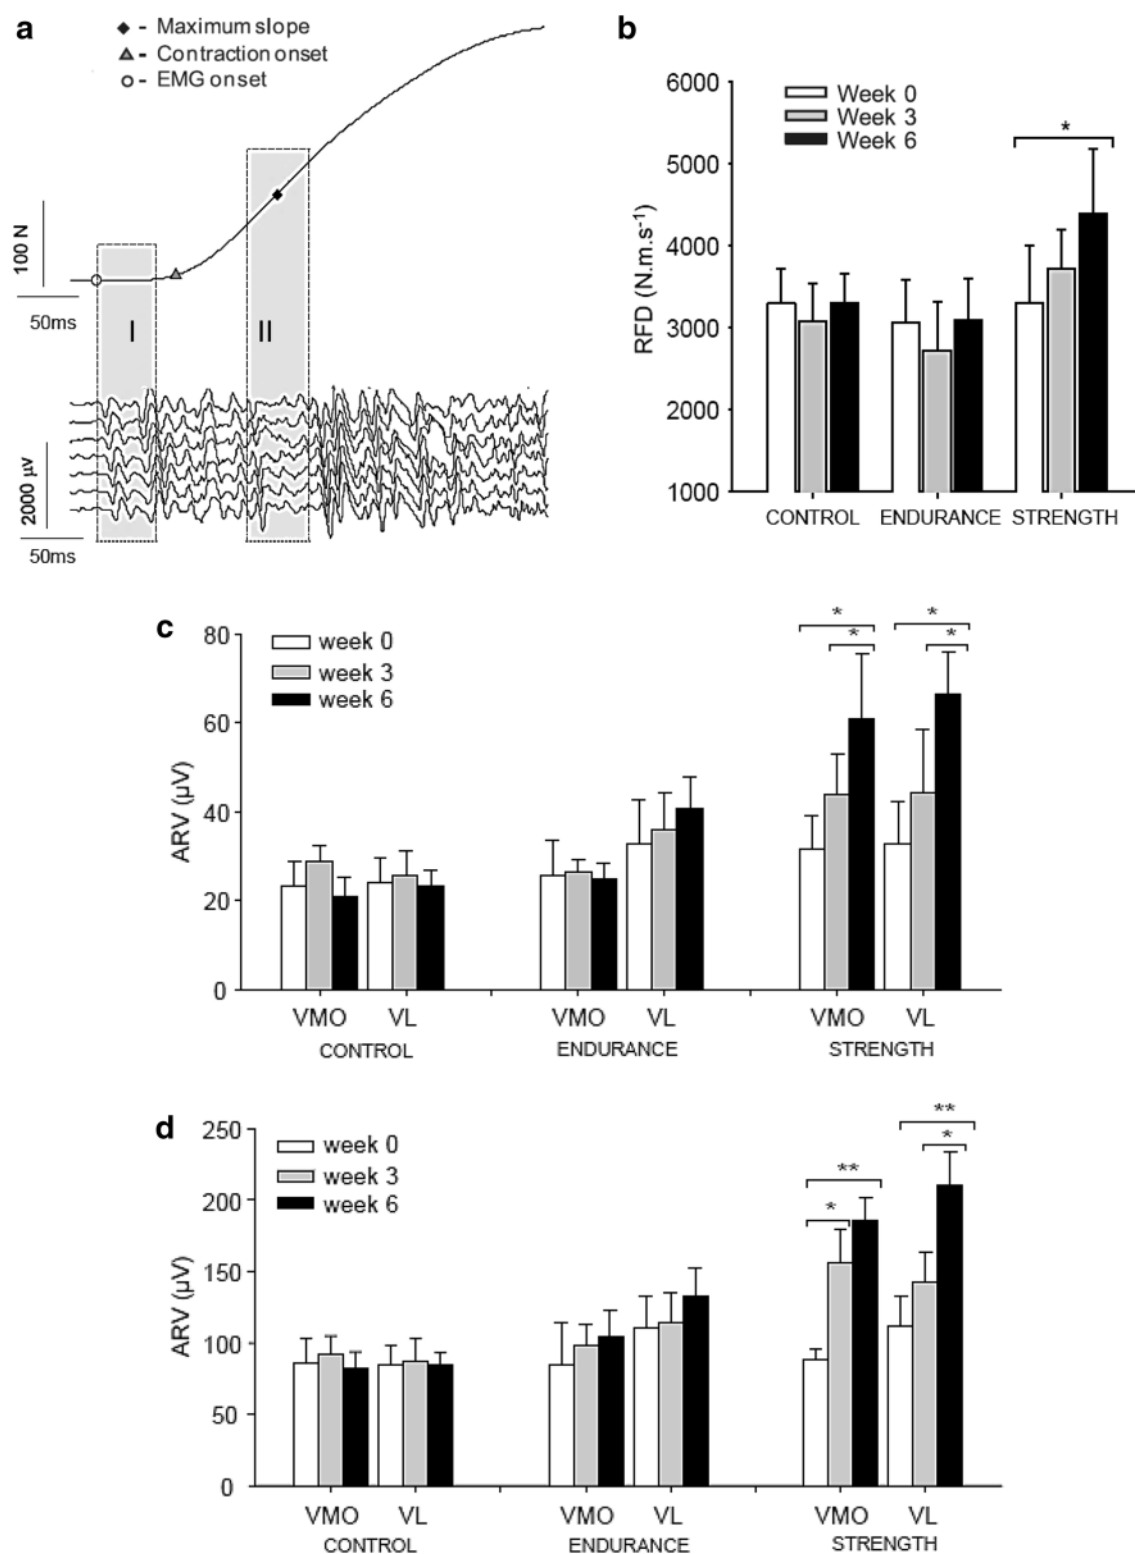 a
◆ - Maximum slope
▲ - Contraction onset
○ - EMG onset
100 N
50ms
I
II
2000 µv
50ms
b
Week 0
Week 3
Week 6
*
6000
5000
4000
3000
2000
1000
RFD (N.m.s-1)
CONTROL ENDURANCE STRENGTH
c
week 0
week 3
week 6
* *
* *
80
60
40
20
0
ARV (µV)
VMO VL VMO VL VMO VL
CONTROL ENDURANCE STRENGTH
d
week 0
week 3
week 6
**
*
**
*
250
200
150
100
50
0
ARV (µV)
VMO VL VMO VL VMO VL
CONTROL ENDURANCE STRENGTH